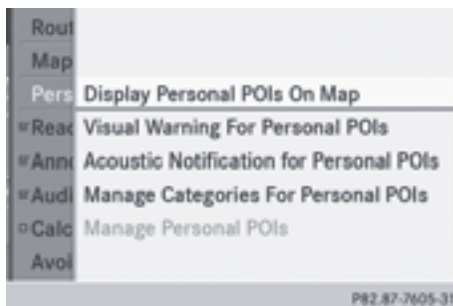 Rout
Map
Pers Display Personal POIs On Map
Reac Visual Warning For Personal POIs
Anno Acoustic Notification for Personal POIs
Audi Manage Categories For Personal POIs
Calc Manage Personal POIs
Avoi
P82.87-7605-31